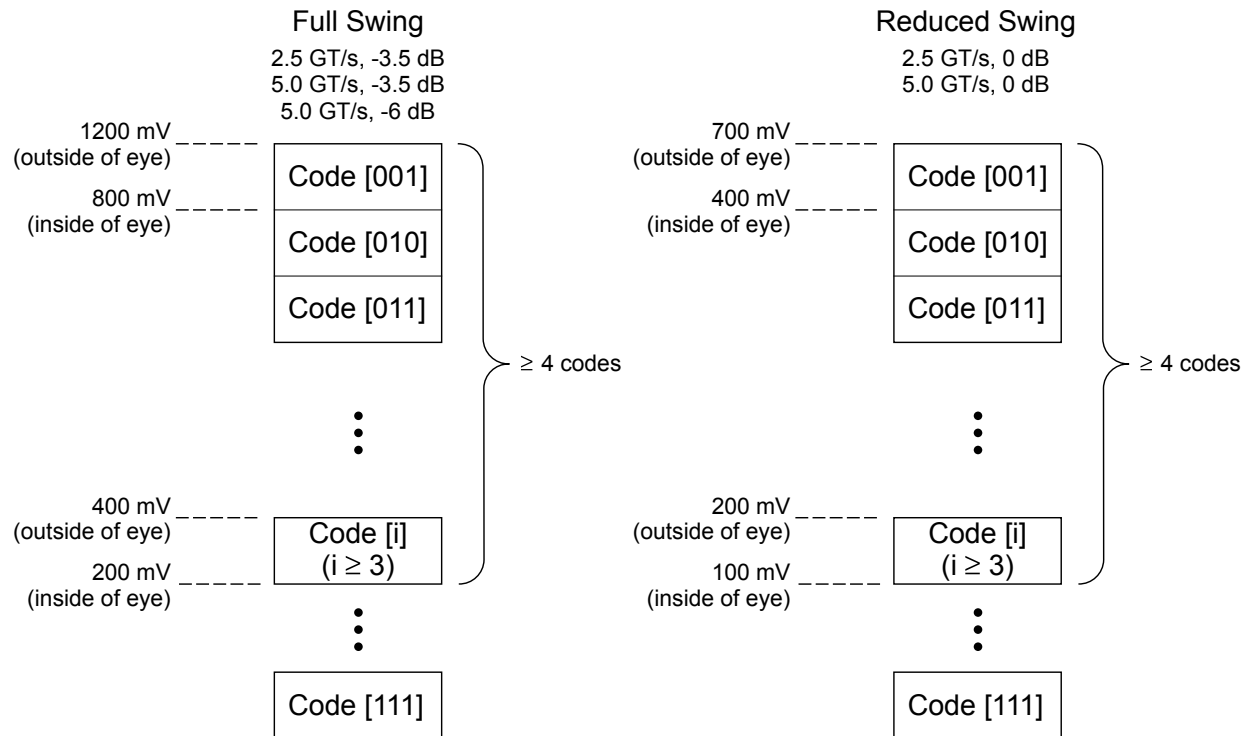 Full Swing
2.5 GT/s, -3.5 dB
5.0 GT/s, -3.5 dB
5.0 GT/s, -6 dB
1200 mV
(outside of eye)
800 mV
(inside of eye)
Code [001]
Code [010]
Code [011]
≥ 4 codes
400 mV
(outside of eye)
200 mV
(inside of eye)
Code [i]
(i ≥ 3)
Code [111]
Reduced Swing
2.5 GT/s, 0 dB
5.0 GT/s, 0 dB
700 mV
(outside of eye)
400 mV
(inside of eye)
Code [001]
Code [010]
Code [011]
≥ 4 codes
200 mV
(outside of eye)
100 mV
(inside of eye)
Code [i]
(i ≥ 3)
Code [111]